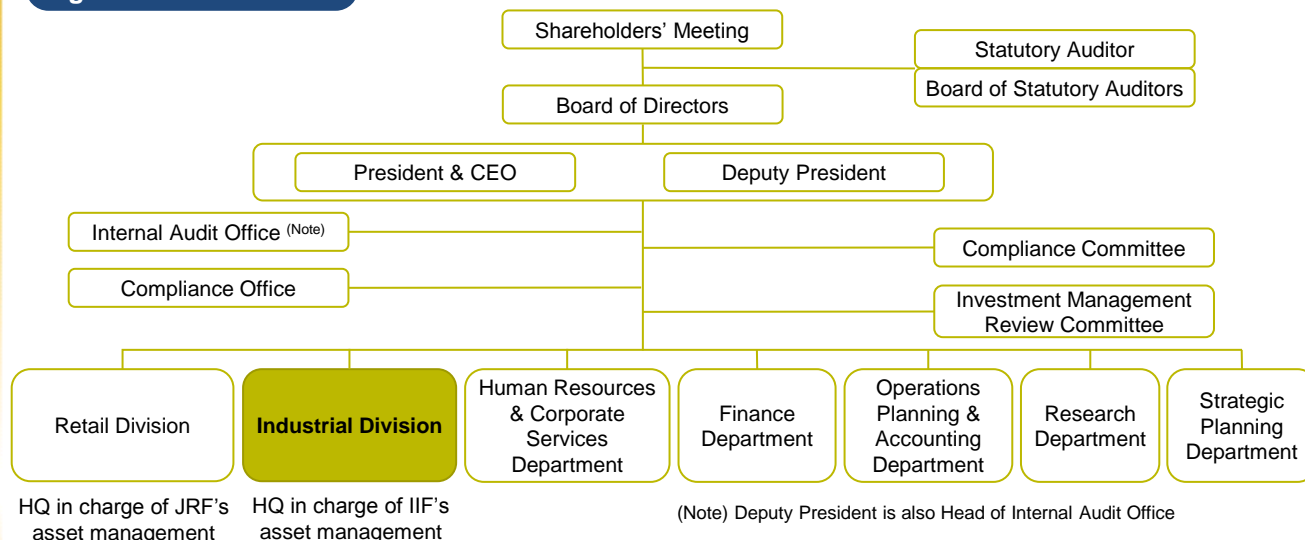 Shareholders' Meeting
Statutory Auditor
Board of Statutory Auditors
Board of Directors
President & CEO
Deputy President
Internal Audit Office (Note)
Compliance Committee
Compliance Office
Investment Management
Review Committee
Retail Division
Industrial Division
Human Resources
& Corporate
Services
Department
Finance
Department
Operations
Planning &
Accounting
Department
Research
Department
Strategic
Planning
Department
HQ in charge of JRF's
asset management
HQ in charge of IIF's
asset management
(Note) Deputy President is also Head of Internal Audit Office